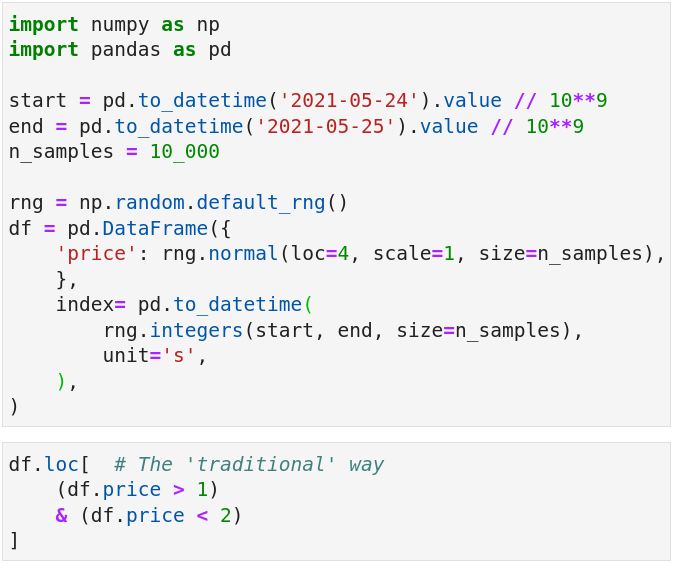 import numpy as np
import pandas as pd

start = pd.to_datetime('2021-05-24').value // 10**9
end = pd.to_datetime('2021-05-25').value // 10**9
n_samples = 10_000

rng = np.random.default_rng()
df = pd.DataFrame({
    'price': rng.normal(loc=4, scale=1, size=n_samples),
    },
    index= pd.to_datetime(
        rng.integers(start, end, size=n_samples),
        unit='s',
    ),
)

df.loc[  # The 'traditional' way
    (df.price > 1)
    & (df.price < 2)
]